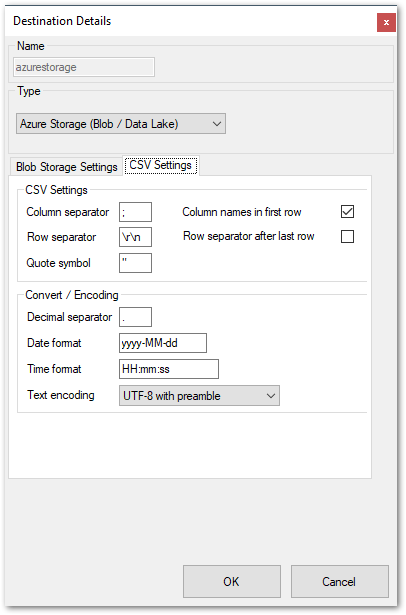 Destination Details
x
Name
azurestorage
Type
Azure Storage (Blob / Data Lake)
Blob Storage Settings CSV Settings
CSV Settings
Column separator ; Column names in first row
Row separator \r\n Row separator after last row
Quote symbol "
Convert / Encoding
Decimal separator .
Date format yyyy-MM-dd
Time format HH:mm:ss
Text encoding UTF-8 with preamble
OK Cancel